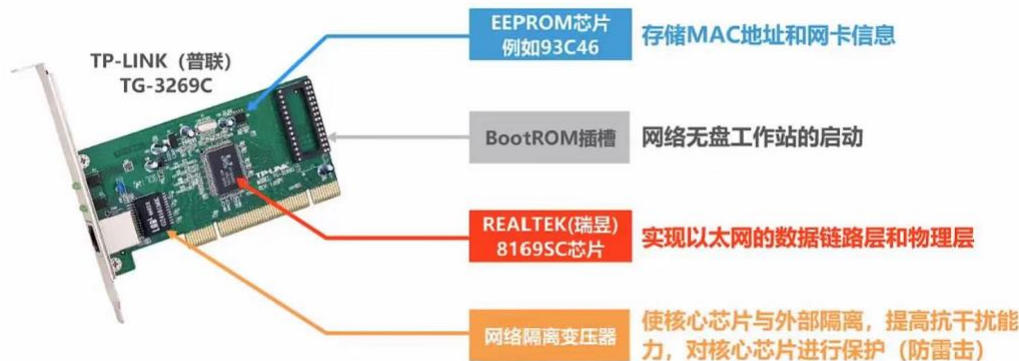 EEPROM芯片
例如93C46
存储MAC地址和网卡信息
TP-LINK（普联）
TG-3269C
BootROM插槽
网络无盘工作站的启动
TP-LINK
REALTEK(瑞昱)
8169SC芯片
实现以太网的数据链路层和物理层
网络隔离变压器
使核心芯片与外部隔离，提高抗干扰能
力，对核心芯片进行保护（防雷击）